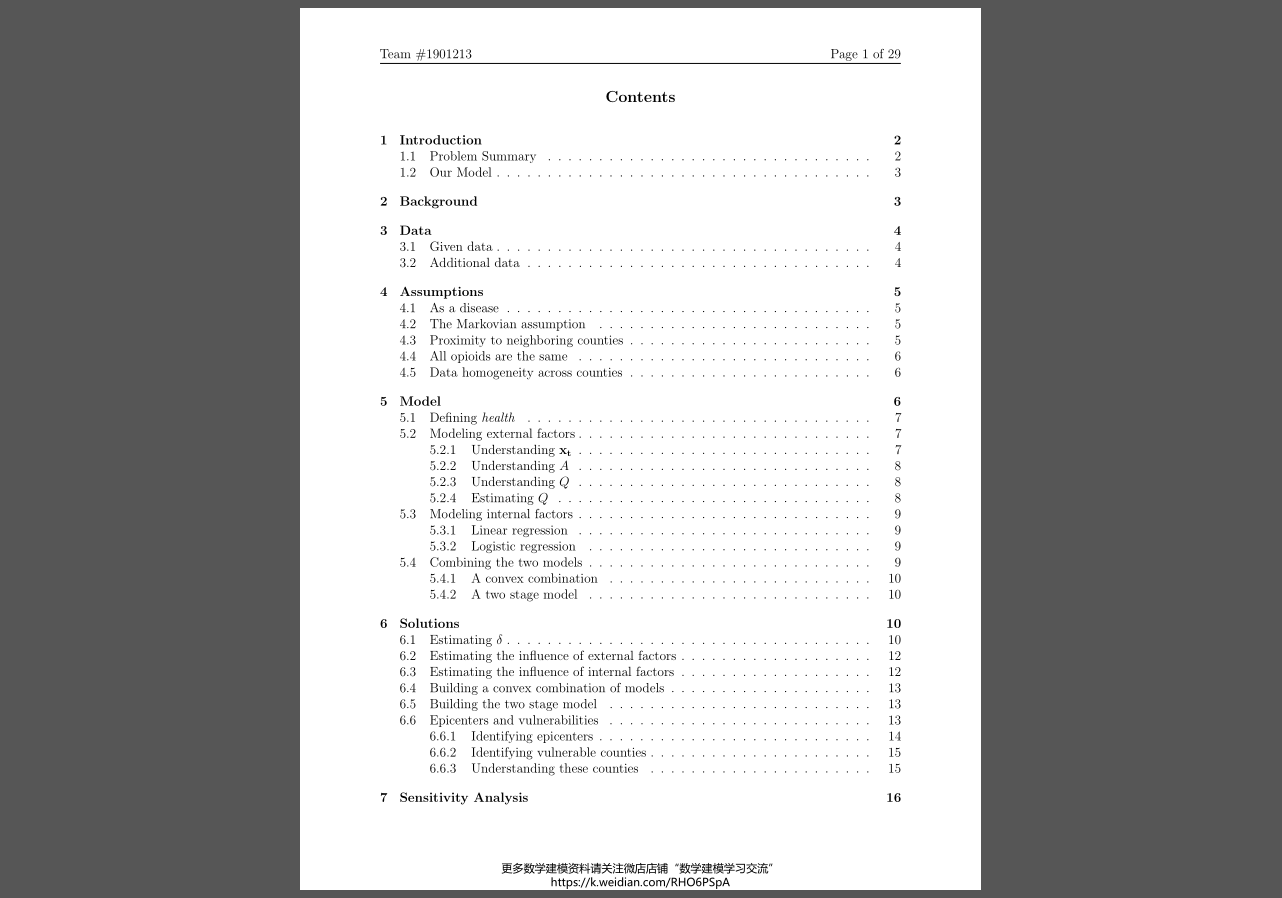 Team #1901213 Page 1 of 29
Contents
1 Introduction 2
1.1 Problem Summary . . . . . . . . . . . . . . . . . . . . . . . . . . . . . . . . 2
1.2 Our Model . . . . . . . . . . . . . . . . . . . . . . . . . . . . . . . . . . . . . 3
2 Background 3
3 Data 4
3.1 Given data . . . . . . . . . . . . . . . . . . . . . . . . . . . . . . . . . . . . . 4
3.2 Additional data . . . . . . . . . . . . . . . . . . . . . . . . . . . . . . . . . . 4
4 Assumptions 5
4.1 As a disease . . . . . . . . . . . . . . . . . . . . . . . . . . . . . . . . . . . . 5
4.2 The Markovian assumption . . . . . . . . . . . . . . . . . . . . . . . . . . . 5
4.3 Proximity to neighboring counties . . . . . . . . . . . . . . . . . . . . . . . . 5
4.4 All opioids are the same . . . . . . . . . . . . . . . . . . . . . . . . . . . . . 6
4.5 Data homogeneity across counties . . . . . . . . . . . . . . . . . . . . . . . . 6
5 Model 6
5.1 Defining health . . . . . . . . . . . . . . . . . . . . . . . . . . . . . . . . . . 7
5.2 Modeling external factors . . . . . . . . . . . . . . . . . . . . . . . . . . . . . 7
5.2.1 Understanding xₜ . . . . . . . . . . . . . . . . . . . . . . . . . . . . . 7
5.2.2 Understanding A . . . . . . . . . . . . . . . . . . . . . . . . . . . . . 8
5.2.3 Understanding Q . . . . . . . . . . . . . . . . . . . . . . . . . . . . . 8
5.2.4 Estimating Q . . . . . . . . . . . . . . . . . . . . . . . . . . . . . . . 8
5.3 Modeling internal factors . . . . . . . . . . . . . . . . . . . . . . . . . . . . . 9
5.3.1 Linear regression . . . . . . . . . . . . . . . . . . . . . . . . . . . . . 9
5.3.2 Logistic regression . . . . . . . . . . . . . . . . . . . . . . . . . . . . 9
5.4 Combining the two models . . . . . . . . . . . . . . . . . . . . . . . . . . . . 9
5.4.1 A convex combination . . . . . . . . . . . . . . . . . . . . . . . . . . 10
5.4.2 A two stage model . . . . . . . . . . . . . . . . . . . . . . . . . . . . 10
6 Solutions 10
6.1 Estimating δ . . . . . . . . . . . . . . . . . . . . . . . . . . . . . . . . . . . . 10
6.2 Estimating the influence of external factors . . . . . . . . . . . . . . . . . . . 12
6.3 Estimating the influence of internal factors . . . . . . . . . . . . . . . . . . . 12
6.4 Building a convex combination of models . . . . . . . . . . . . . . . . . . . . 13
6.5 Building the two stage model . . . . . . . . . . . . . . . . . . . . . . . . . . 13
6.6 Epicenters and vulnerabilities . . . . . . . . . . . . . . . . . . . . . . . . . . 13
6.6.1 Identifying epicenters . . . . . . . . . . . . . . . . . . . . . . . . . . . 14
6.6.2 Identifying vulnerable counties . . . . . . . . . . . . . . . . . . . . . . 15
6.6.3 Understanding these counties . . . . . . . . . . . . . . . . . . . . . . 15
7 Sensitivity Analysis 16
更多数学建模资料请关注微店店铺“数学建模学习交流”
https://k.weidian.com/RHO6PSpA